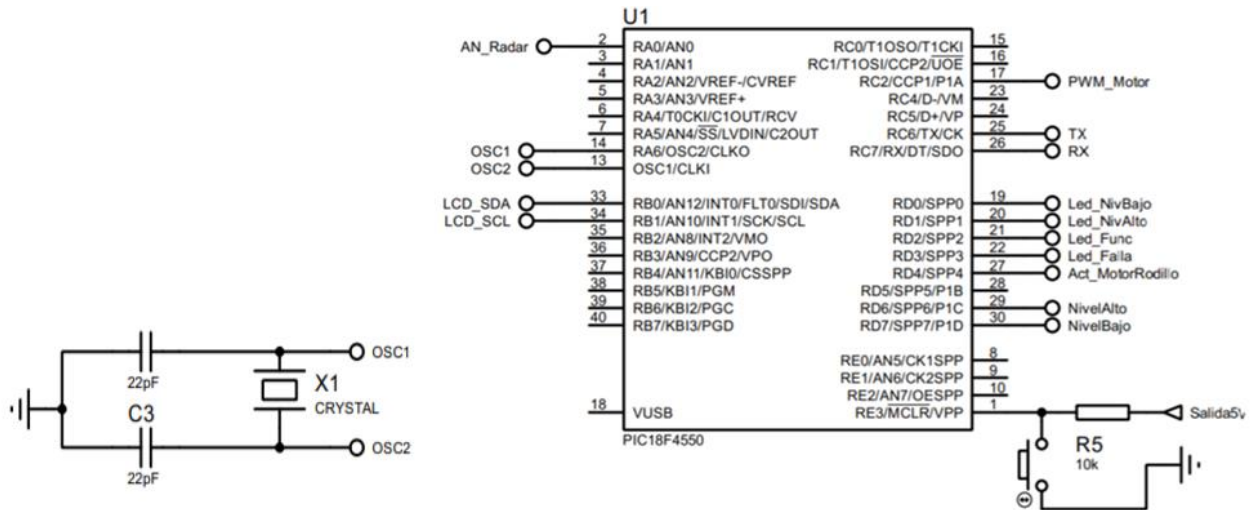 U1
AN_Radar
2
RA0/AN0
3
RA1/AN1
4
RA2/AN2/VREF-/CVREF
5
RA3/AN3/VREF+
6
RA4/T0CKI/C1OUT/RCV
7
RA5/AN4/SS/LVDIN/C2OUT
OSC1
14
RA6/OSC2/CLKO
OSC2
13
OSC1/CLKI
LCD_SDA
33
RB0/AN12/INT0/FLT0/SDI/SDA
LCD_SCL
34
RB1/AN10/INT1/SCK/SCL
35
RB2/AN8/INT2/VMO
36
RB3/AN9/CCP2/VPO
37
RB4/AN11/KBI0/CSSPP
38
RB5/KBI1/PGM
39
RB6/KBI2/PGC
40
RB7/KBI3/PGD
18
VUSB
RC0/T1OSO/T1CKI
15
RC1/T1OSI/CCP2/UOE
16
RC2/CCP1/P1A
17
PWM_Motor
RC4/D-/VM
23
RC5/D+/VP
24
RC6/TX/CK
25
TX
RC7/RX/DT/SDO
26
RX
RD0/SPP0
19
Led_NivBajo
RD1/SPP1
20
Led_NivAlto
RD2/SPP2
21
Led_Func
RD3/SPP3
22
Led_Falla
RD4/SPP4
27
Act_MotorRodillo
RD5/SPP5/P1B
28
RD6/SPP6/P1C
29
NivelAlto
RD7/SPP7/P1D
30
NivelBajo
RE0/AN5/CK1SPP
8
RE1/AN6/CK2SPP
9
RE2/AN7/OESPP
10
RE3/MCLR/VPP
1
PIC18F4550
Salida5V
R5
10k
OSC1
22pF
X1
CRYSTAL
C3
OSC2
22pF